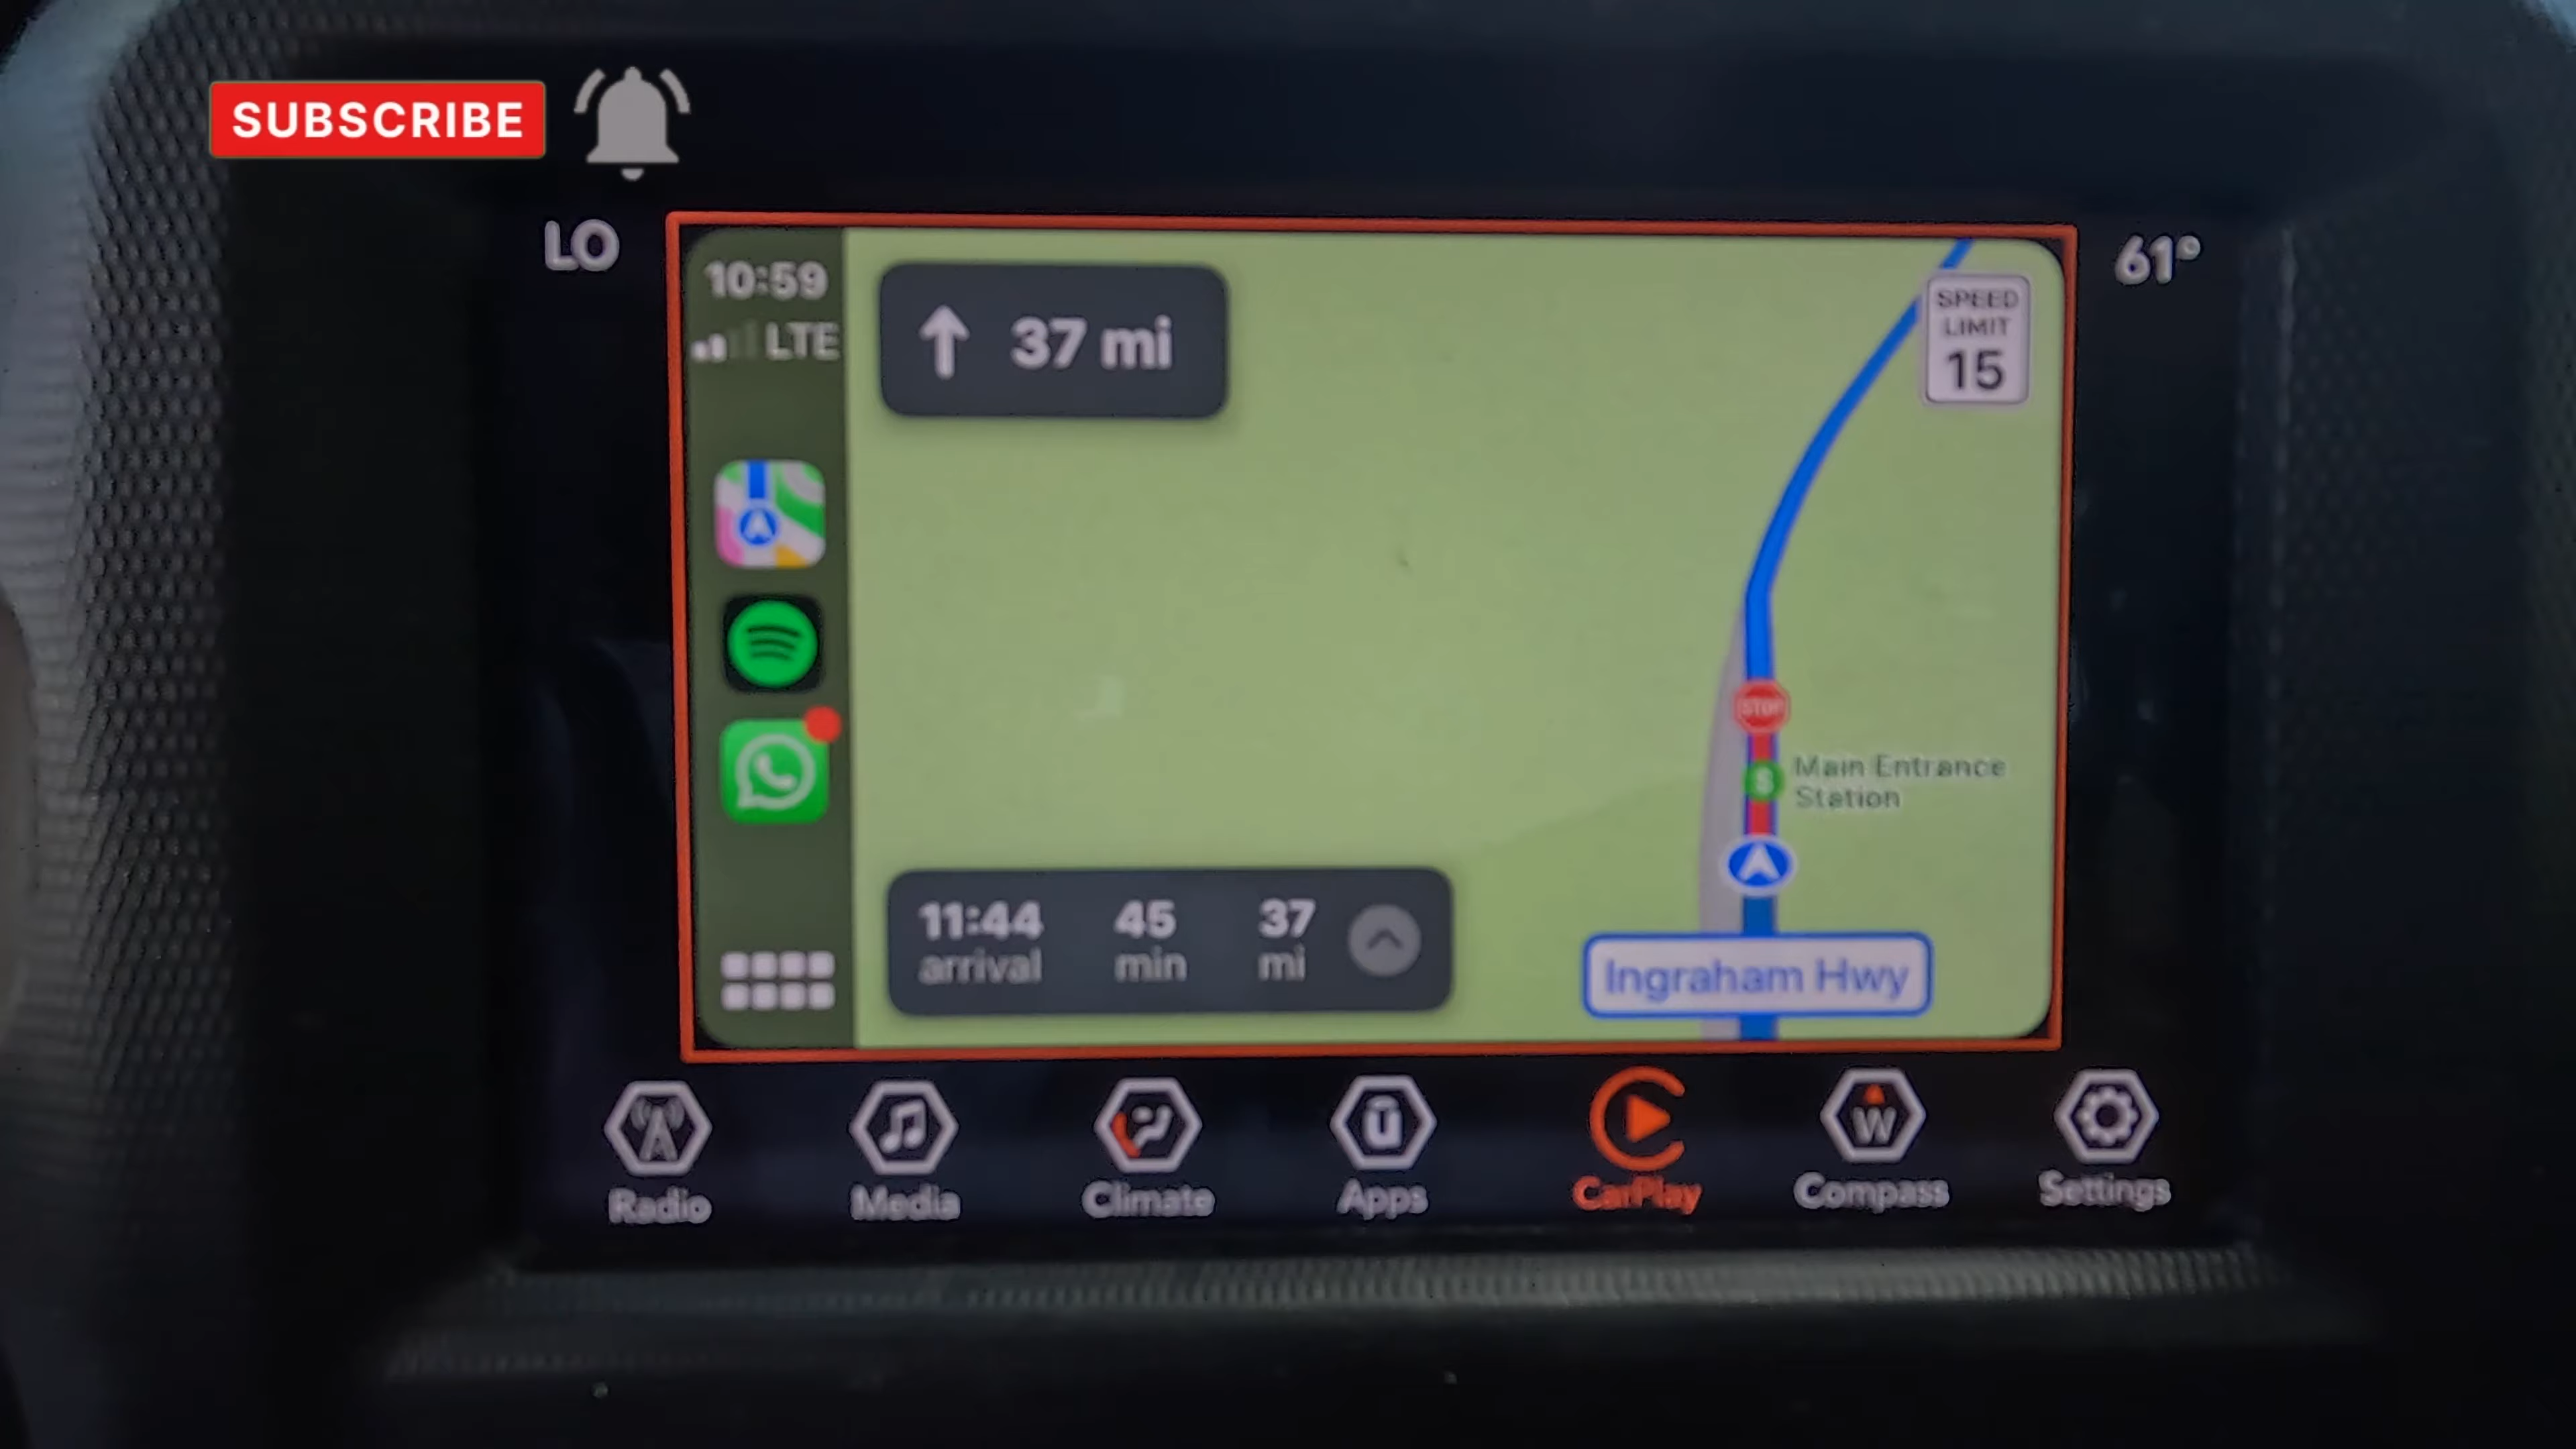 SUBSCRIBE
LO
61°
10:59
LTE
37 mi
SPEED
LIMIT
15
STOP
Main Entrance
Station
11:44
arrival
45
min
37
mi
Ingraham Hwy
W
Radio
Media
Climate
Apps
CarPlay
Compass
Settings